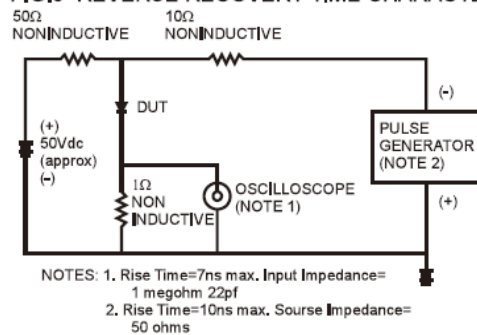 50Ω
NONINDUCTIVE
10Ω
NONINDUCTIVE
DUT
(+)
50Vdc
(approx)
(-)
1Ω
NON
INDUCTIVE
OSCILLOSCOPE
(NOTE 1)
(-)
PULSE
GENERATOR
(NOTE 2)
(+)
NOTES: 1. Rise Time=7ns max. Input Impedance=
1 megohm 22pf
2. Rise Time=10ns max. Sourse Impedance=
50 ohms